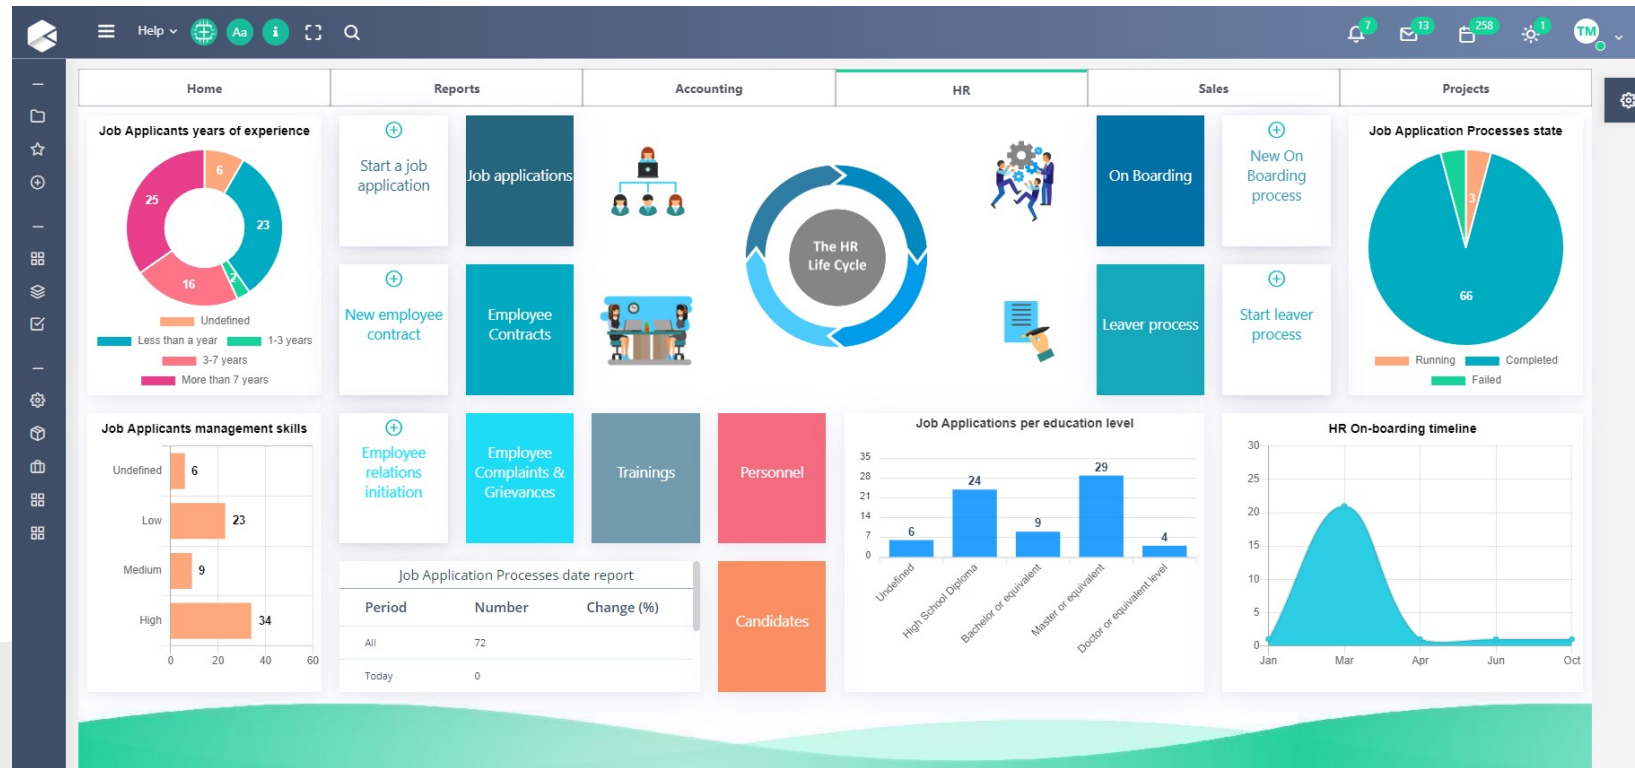 Help
Aa
i
7
13
258
1
TM
Home
Reports
Accounting
HR
Sales
Projects
Job Applicants years of experience
6
25
23
2
16
Undefined
Less than a year
1-3 years
3-7 years
More than 7 years
Start a job
application
Job applications
New employee
contract
Employee
Contracts
The HR
Life Cycle
On Boarding
New On
Boarding
process
Leaver process
Start leaver
process
Job Application Processes state
3
66
Running
Completed
Failed
Job Applicants management skills
Undefined
6
Low
23
Medium
9
High
34
0
20
40
60
Employee
relations
initiation
Employee
Complaints &
Grievances
Trainings
Personnel
Job Application Processes date report
Period
Number
Change (%)
All
72
Today
0
Candidates
Job Applications per education level
35
28
21
14
7
0
6
24
9
29
4
Undefined
High School Diploma
Bachelor or equivalent
Master or equivalent
Doctor or equivalent level
HR On-boarding timeline
30
25
20
15
10
5
0
Jan
Mar
Apr
Jun
Oct